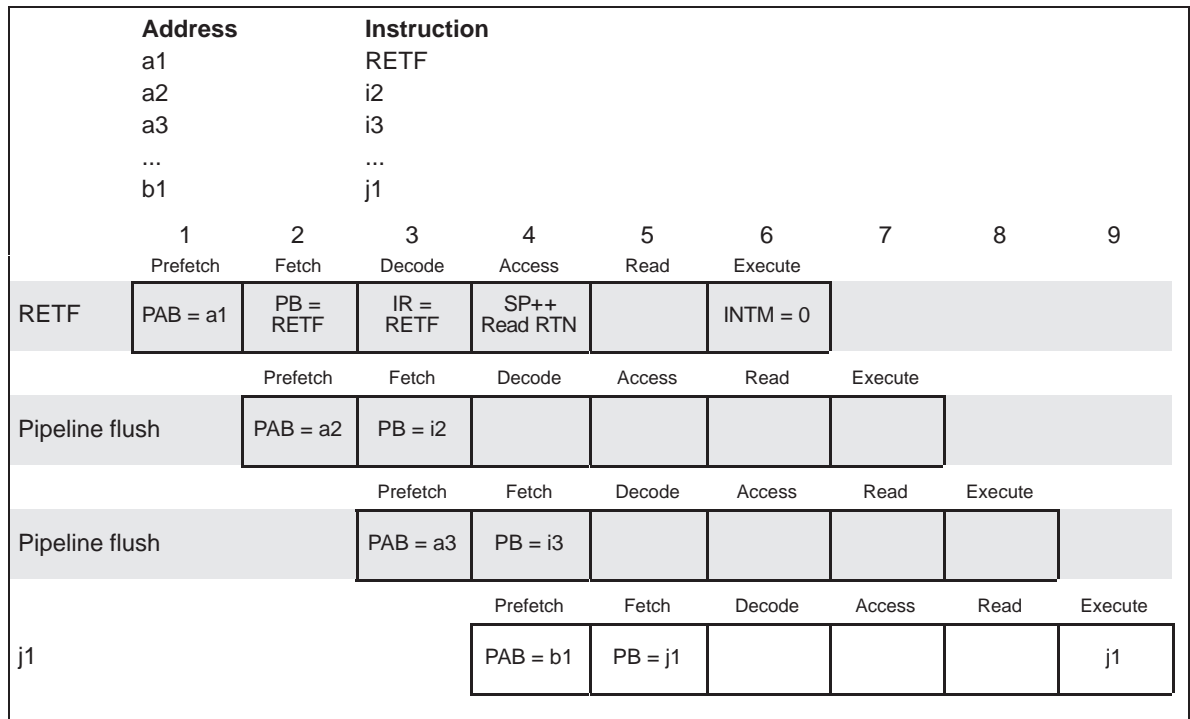 Address Instruction
a1 RETF
a2 i2
a3 i3
... ...
b1 j1
1 2 3 4 5 6 7 8 9
Prefetch Fetch Decode Access Read Execute
RETF PAB = a1 PB = RETF IR = RETF SP++ Read RTN INTM = 0
Prefetch Fetch Decode Access Read Execute
Pipeline flush PAB = a2 PB = i2
Prefetch Fetch Decode Access Read Execute
Pipeline flush PAB = a3 PB = i3
Prefetch Fetch Decode Access Read Execute
j1 PAB = b1 PB = j1 j1